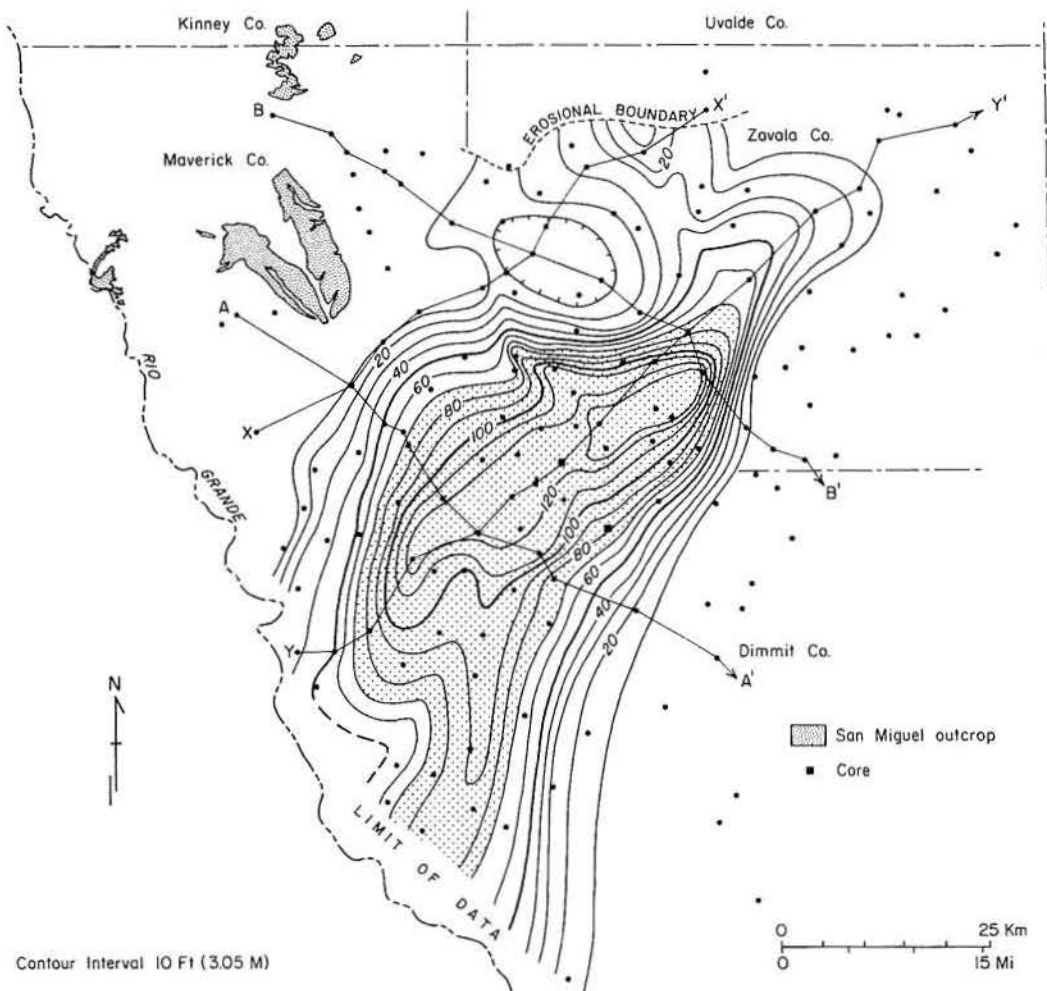 Kinney Co.
Uvalde Co.
B
X'
Y'
EROSIONAL BOUNDARY
Zavala Co.
20
Maverick Co.
A
RIO
GRANDE
20
40
60
80
100
X
120
100
80
60
40
20
B'
Y
Dimmit Co.
A'
N
San Miguel outcrop
Core
LIMIT OF DATA
0 25 Km
0 15 Mi
Contour Interval 10 Ft (3.05 M)